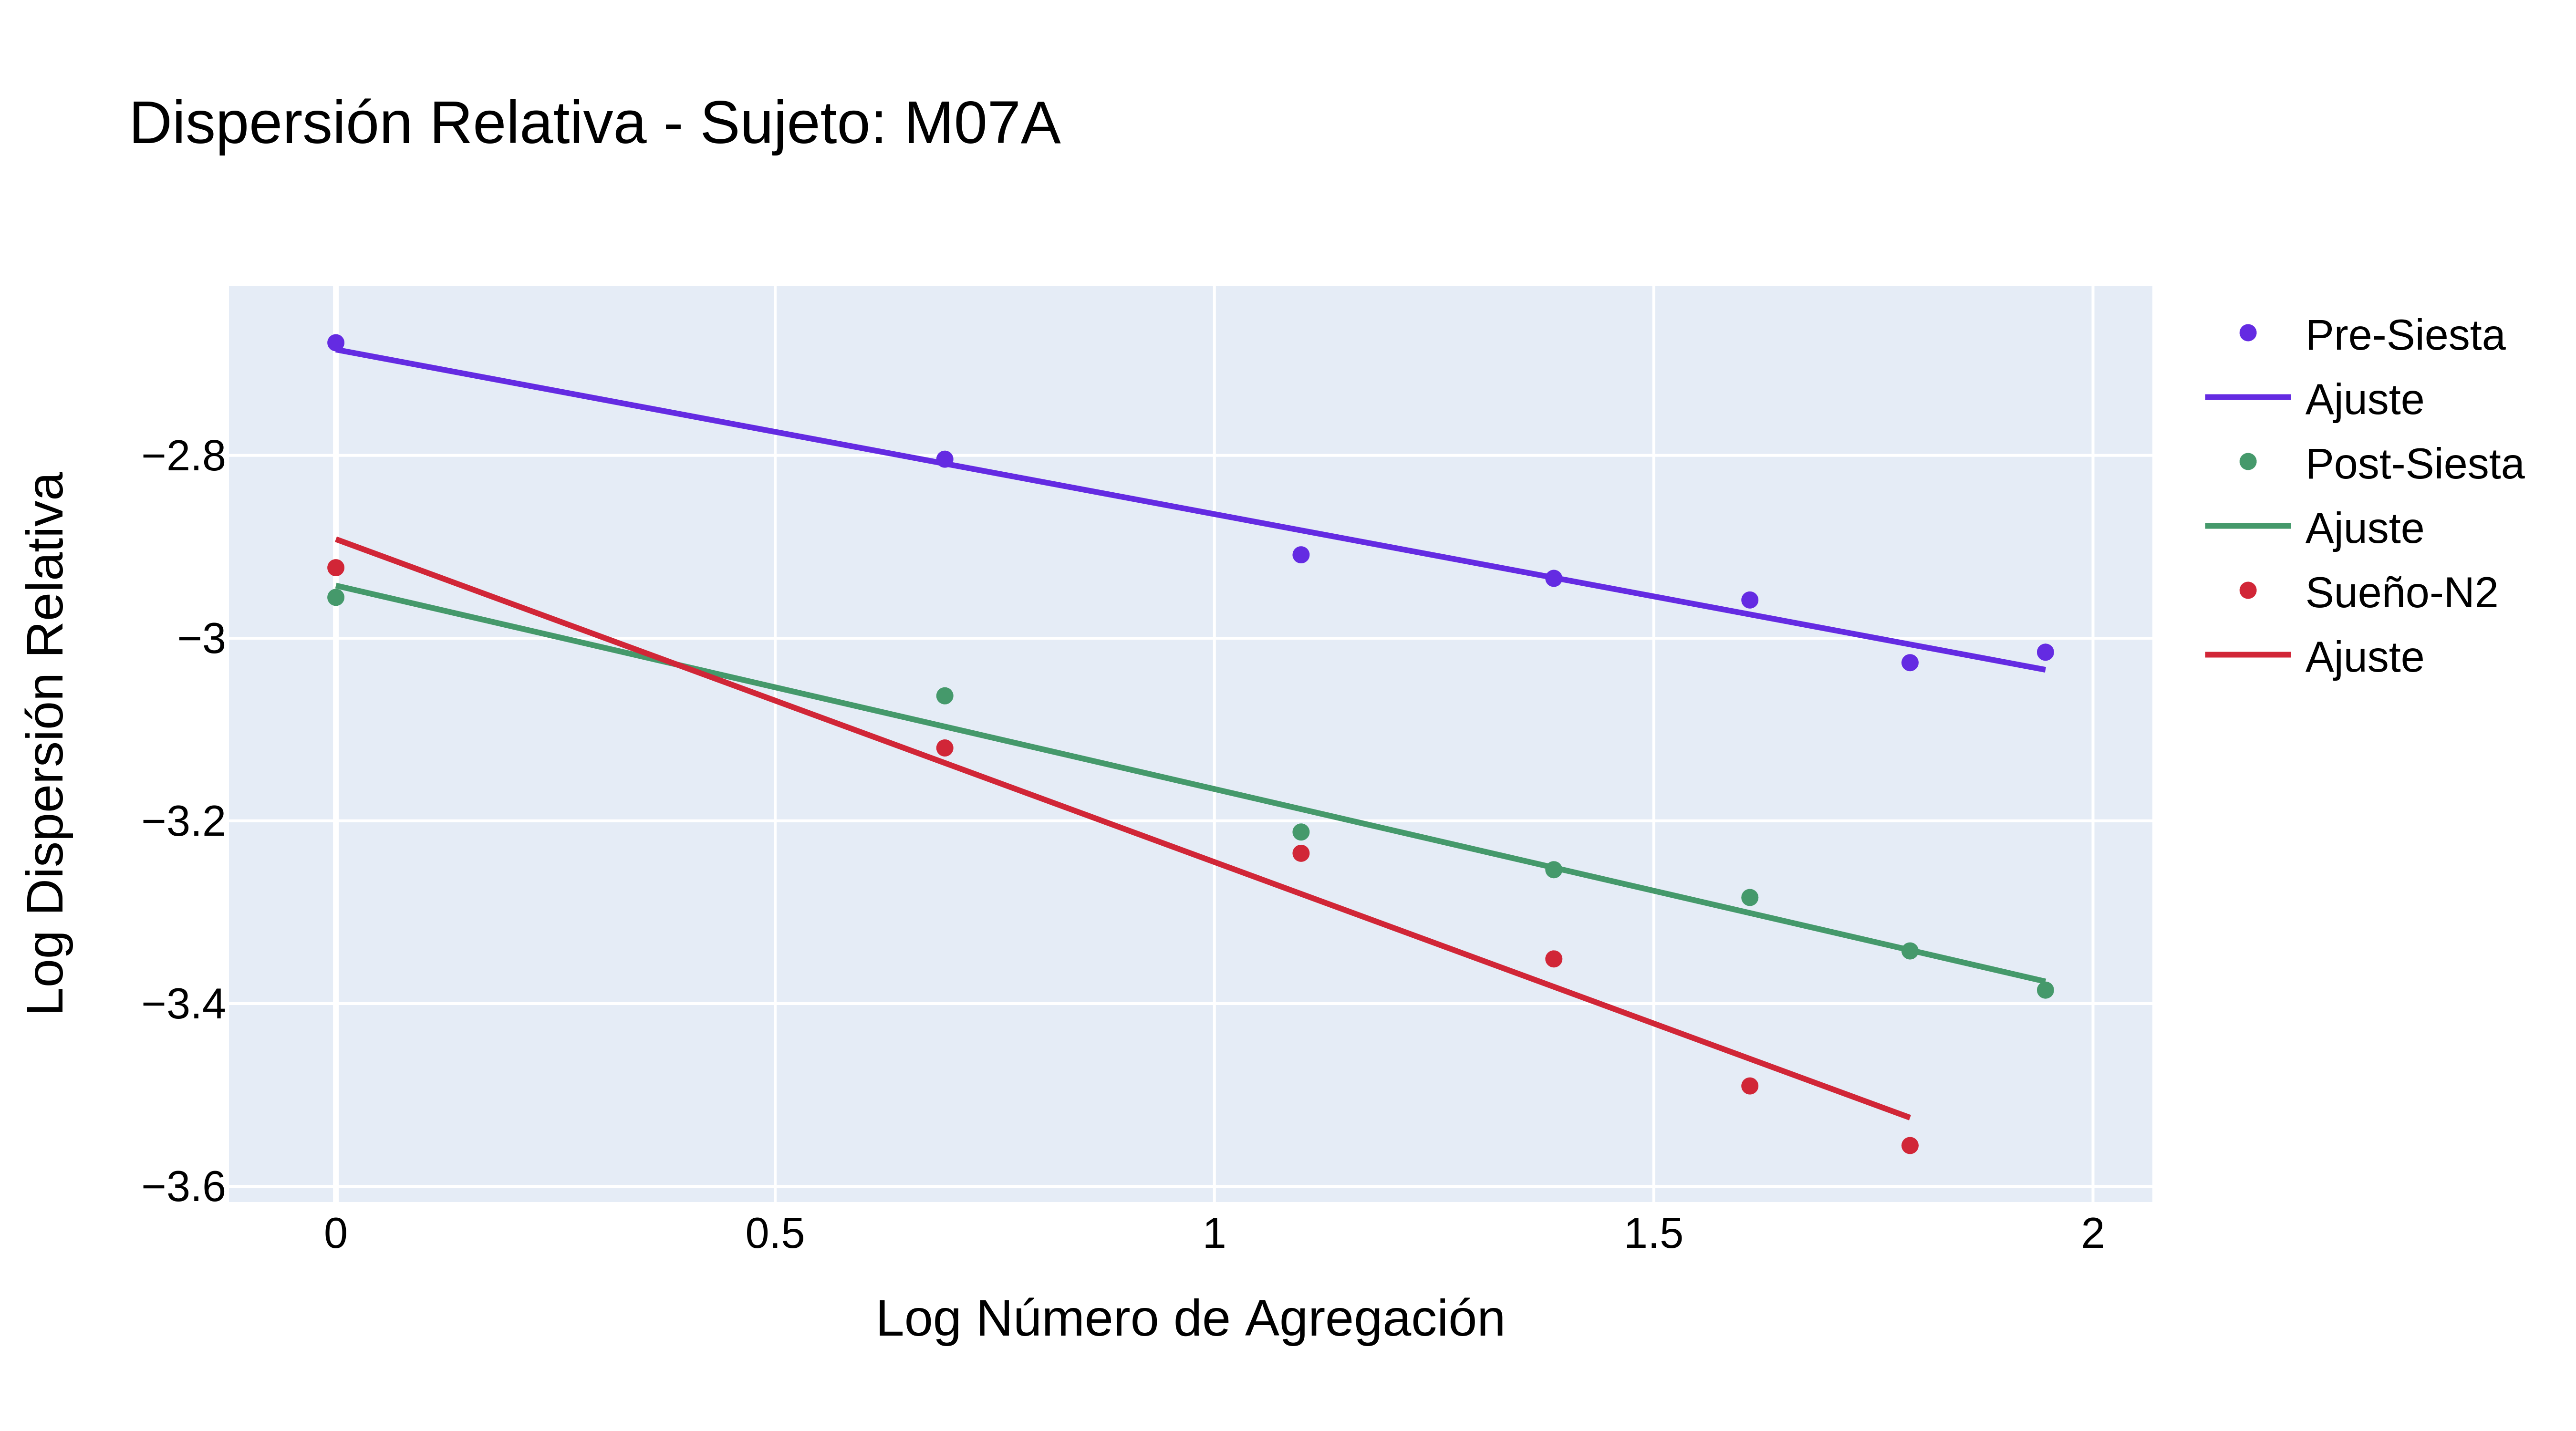 Dispersión Relativa - Sujeto: M07A
Log Dispersión Relativa
−2.8
−3
−3.2
−3.4
−3.6
0
0.5
1
1.5
2
Log Número de Agregación
Pre-Siesta
Ajuste
Post-Siesta
Ajuste
Sueño-N2
Ajuste